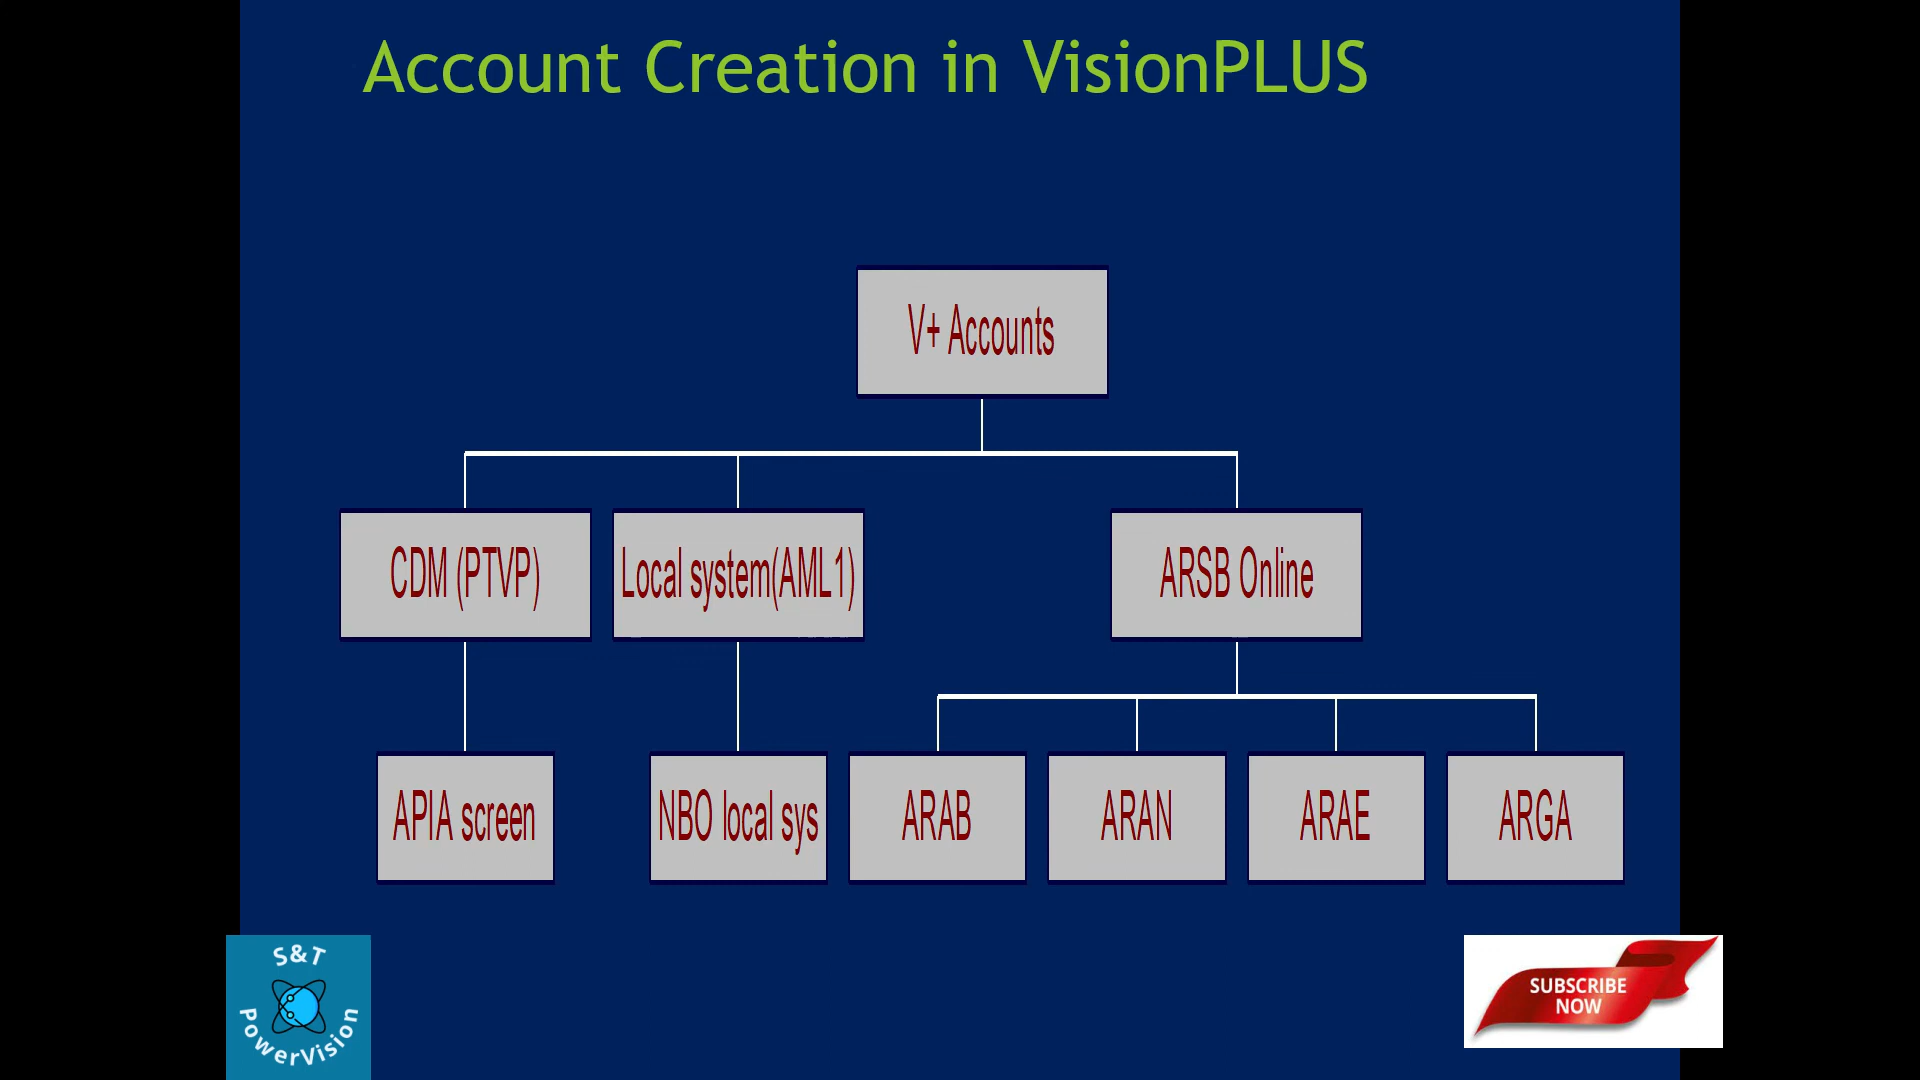 Account Creation in VisionPLUS
V+ Accounts
CDM (PTVP)
Local system(AML1)
ARSB Online
APIA screen
NBO local sys
ARAB
ARAN
ARAE
ARGA
S&T
PowerVision
SUBSCRIBE
NOW